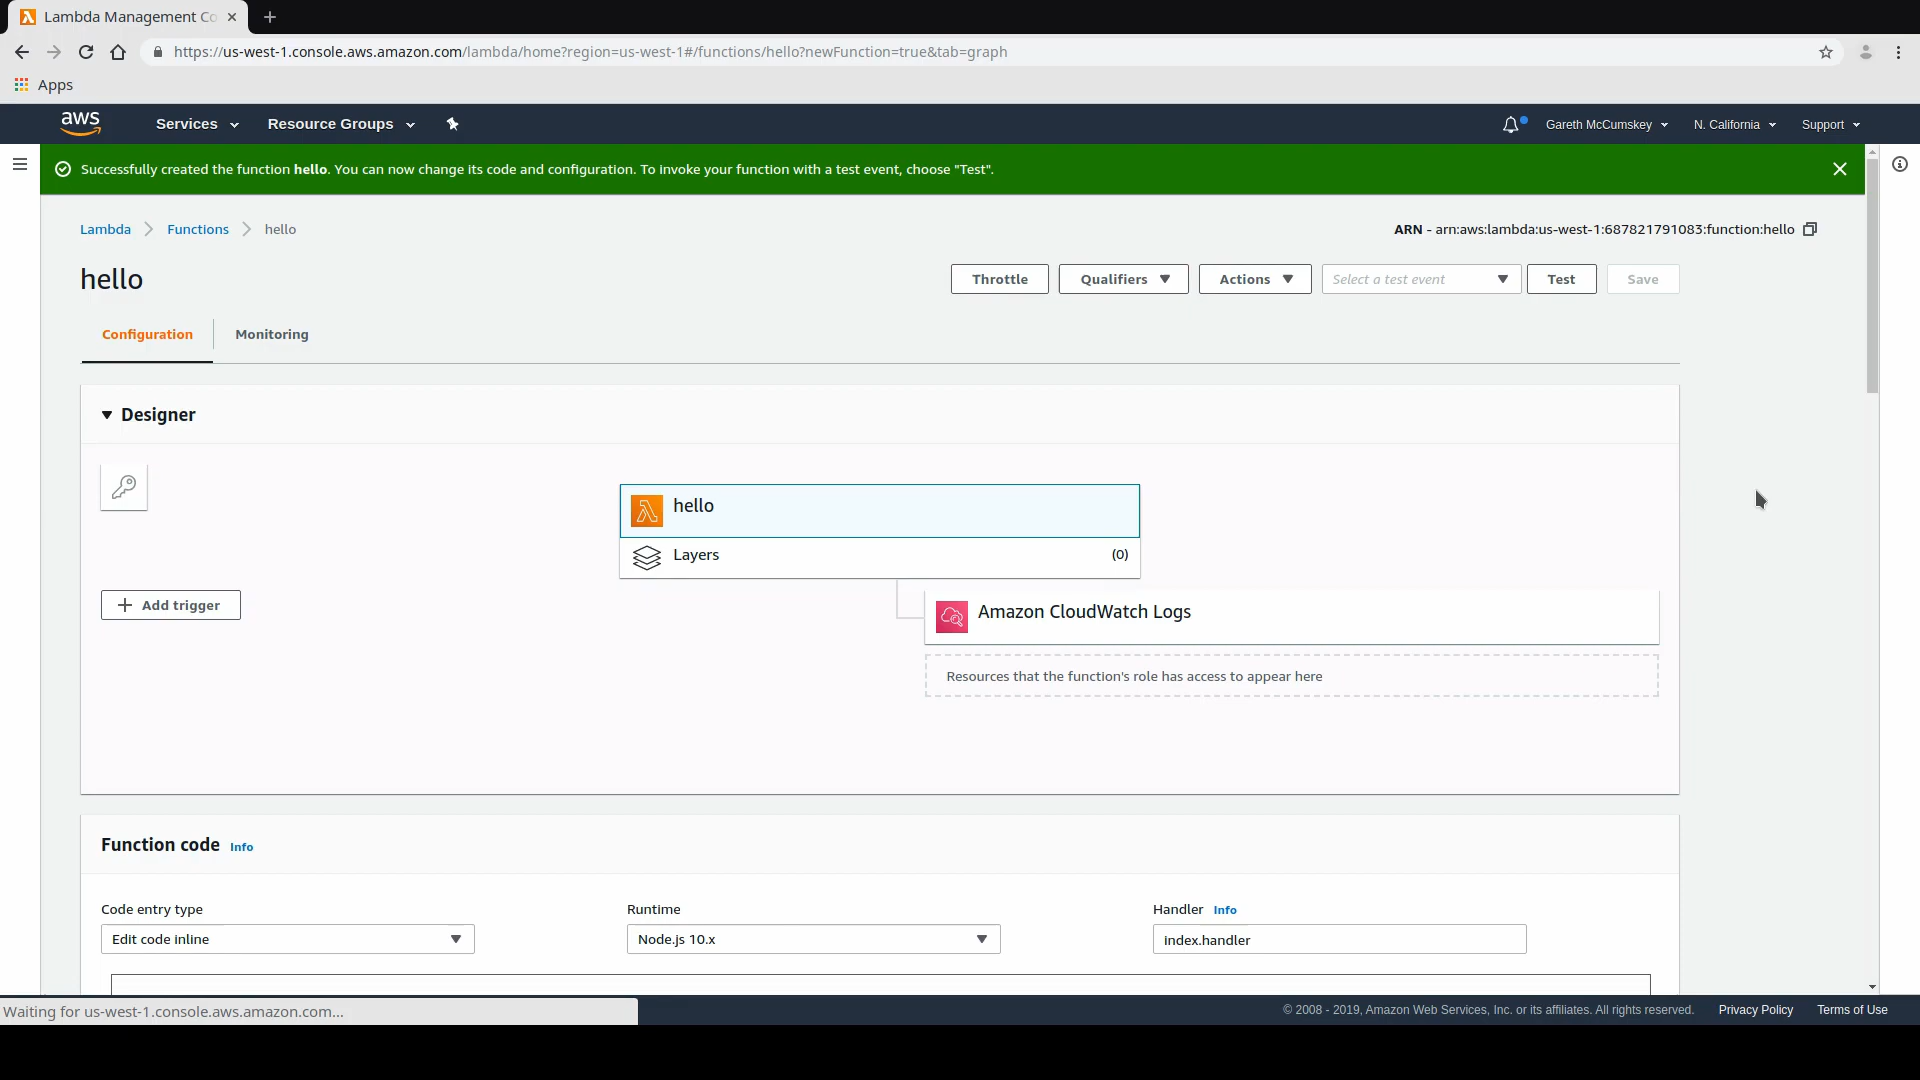 Lambda Management Co
https://us-west-1.console.aws.amazon.com/lambda/home?region=us-west-1#/functions/hello?newFunction=true&tab=graph
Apps
aws Services Resource Groups Gareth McCumskey N. California Support
Successfully created the function hello. You can now change its code and configuration. To invoke your function with a test event, choose "Test".
Lambda Functions hello ARN - arn:aws:lambda:us-west-1:687821791083:function:hello
hello Throttle Qualifiers Actions Select a test event Test Save
Configuration Monitoring
Designer
hello
Layers (0)
Add trigger
Amazon CloudWatch Logs
Resources that the function's role has access to appear here
Function code Info
Code entry type Runtime Handler Info
Edit code inline Node.js 10.x index.handler
Waiting for us-west-1.console.aws.amazon.com...
© 2008 - 2019, Amazon Web Services, Inc. or its affiliates. All rights reserved. Privacy Policy Terms of Use